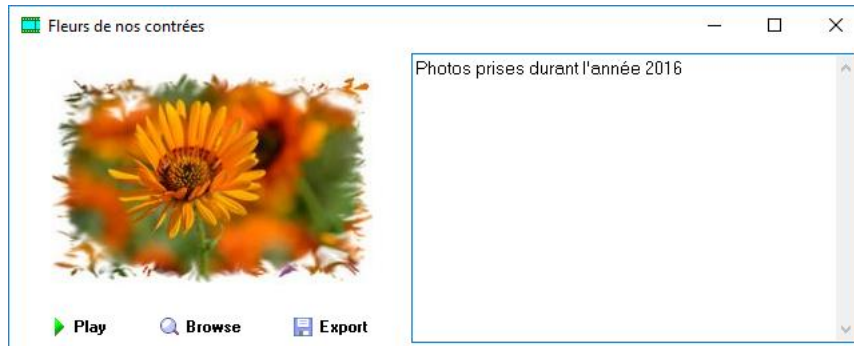 Fleurs de nos contrées
Photos prises durant l'année 2016
Play Browse Export